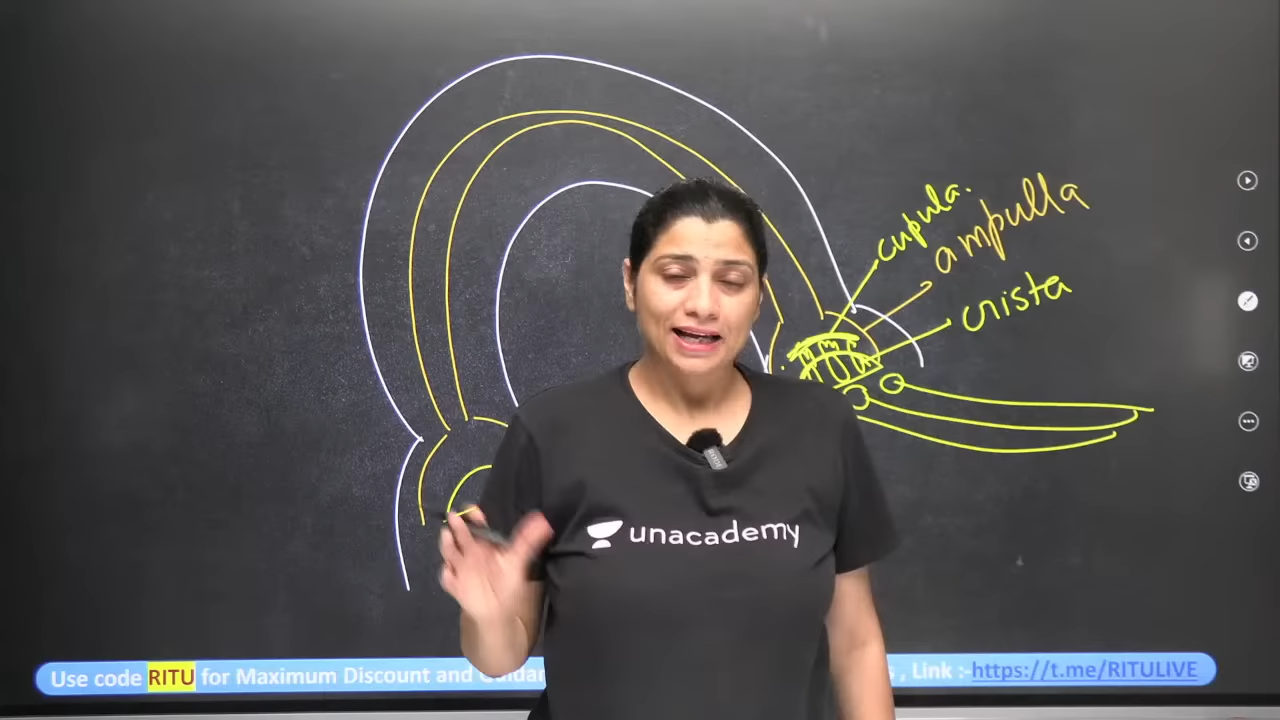 cupula.
ampulla
crista
unacademy
Use code RITU for Maximum Discount and
, Link :-https://t.me/RITULIVE